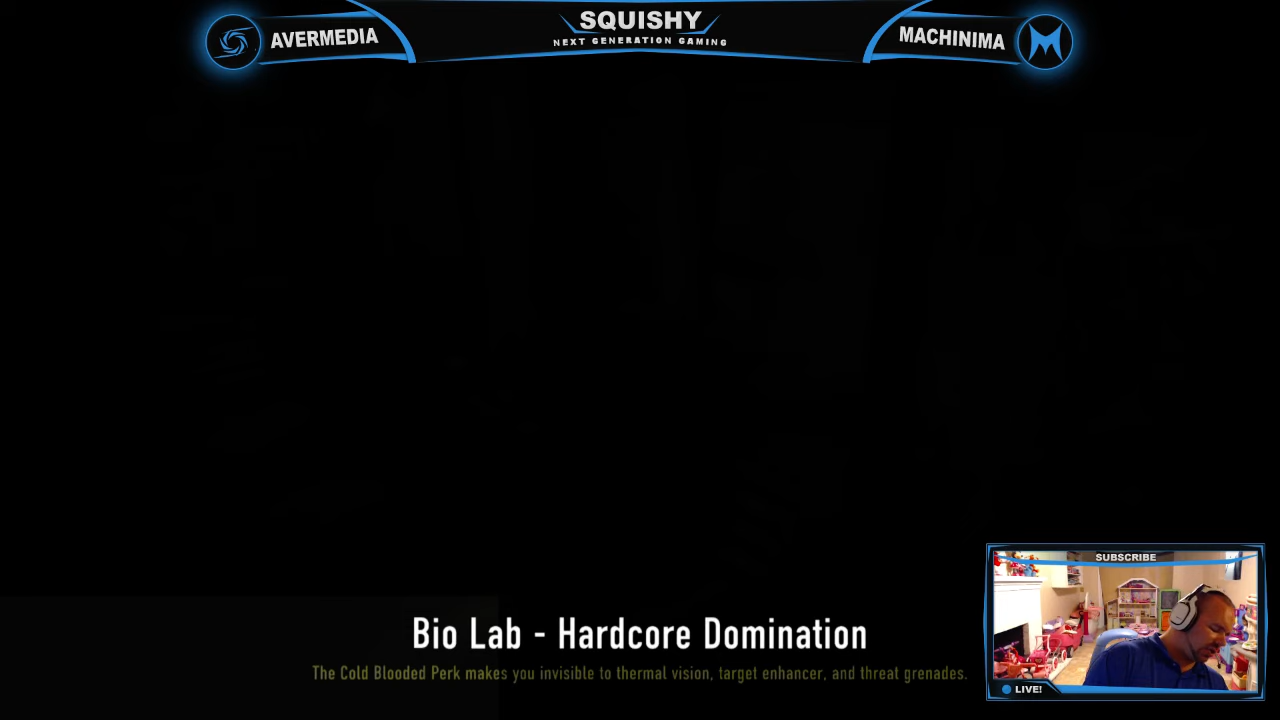 AVERMEDIA
SQUISHY
NEXT GENERATION GAMING
MACHINIMA
Bio Lab - Hardcore Domination
The Cold Blooded Perk makes you invisible to thermal vision, target enhancer, and threat grenades.
SUBSCRIBE
LIVE!